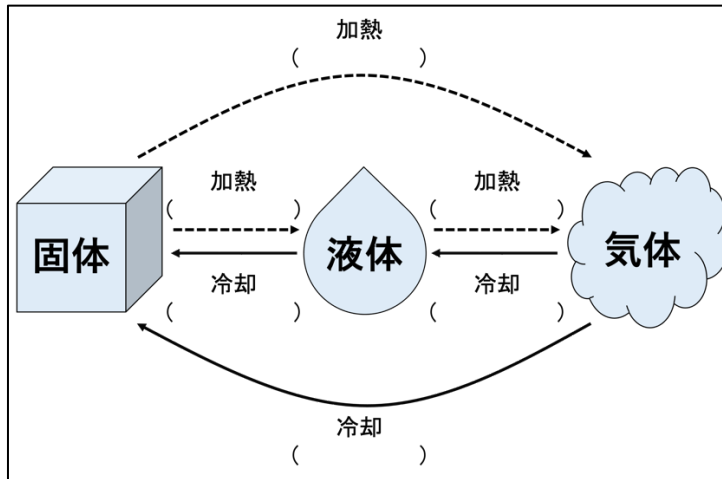 加熱
(　　　　　)
加熱
(　　　　　)
加熱
(　　　　　)
固体
液体
気体
冷却
(　　　　　)
冷却
(　　　　　)
冷却
(　　　　　)